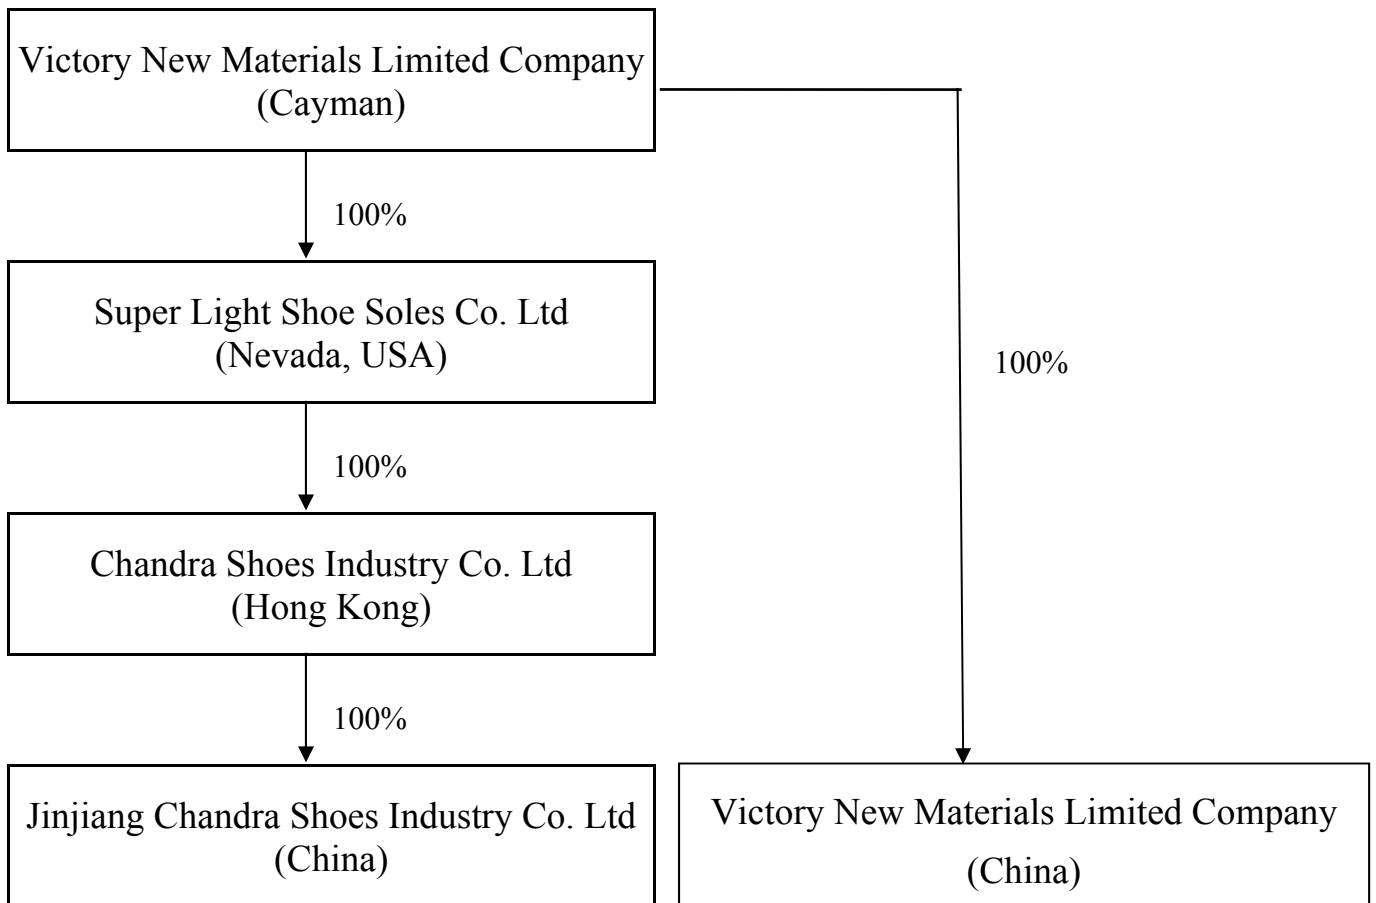 Victory New Materials Limited Company
(Cayman)
100%
Super Light Shoe Soles Co. Ltd
(Nevada, USA)
100%
100%
Chandra Shoes Industry Co. Ltd
(Hong Kong)
100%
Jinjiang Chandra Shoes Industry Co. Ltd
(China)
Victory New Materials Limited Company
(China)